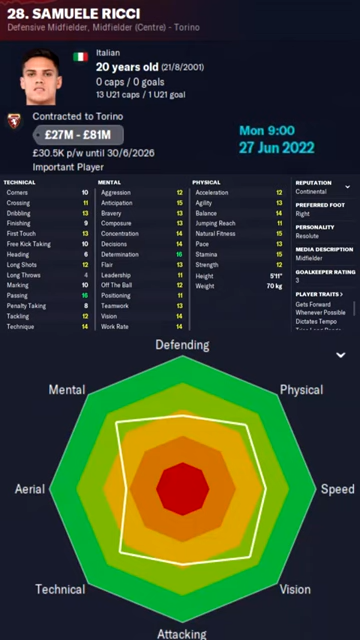 28. SAMUELE RICCI
Defensive Midfielder, Midfielder (Centre) - Torino
Italian
20 years old (21/8/2001)
0 caps / 0 goals
13 U21 caps / 1 U21 goal
Contracted to Torino
£27M - £81M
£30.5K p/w until 30/6/2026
Important Player
Mon 9:00
27 Jun 2022
TECHNICAL
Corners 10
Crossing 11
Dribbling 13
Finishing 9
First Touch 13
Free Kick Taking 10
Heading 6
Long Shots 12
Long Throws 4
Marking 10
Passing 16
Penalty Taking 8
Tackling 12
Technique 14
MENTAL
Aggression 12
Anticipation 15
Bravery 13
Composure 13
Concentration 14
Decisions 14
Determination 16
Flair 13
Leadership 11
Off The Ball 12
Positioning 11
Teamwork 13
Vision 14
Work Rate 14
PHYSICAL
Acceleration 12
Agility 13
Balance 14
Jumping Reach 11
Natural Fitness 15
Pace 13
Stamina 15
Strength 12
Height 5'11"
Weight 70 kg
REPUTATION
Continental
PREFERRED FOOT
Right
PERSONALITY
Resolute
MEDIA DESCRIPTION
Midfielder
GOALKEEPER RATING
3
PLAYER TRAITS >
Gets Forward
Whenever Possible
Dictates Tempo
Defending
Mental
Physical
Aerial
Speed
Technical
Vision
Attacking